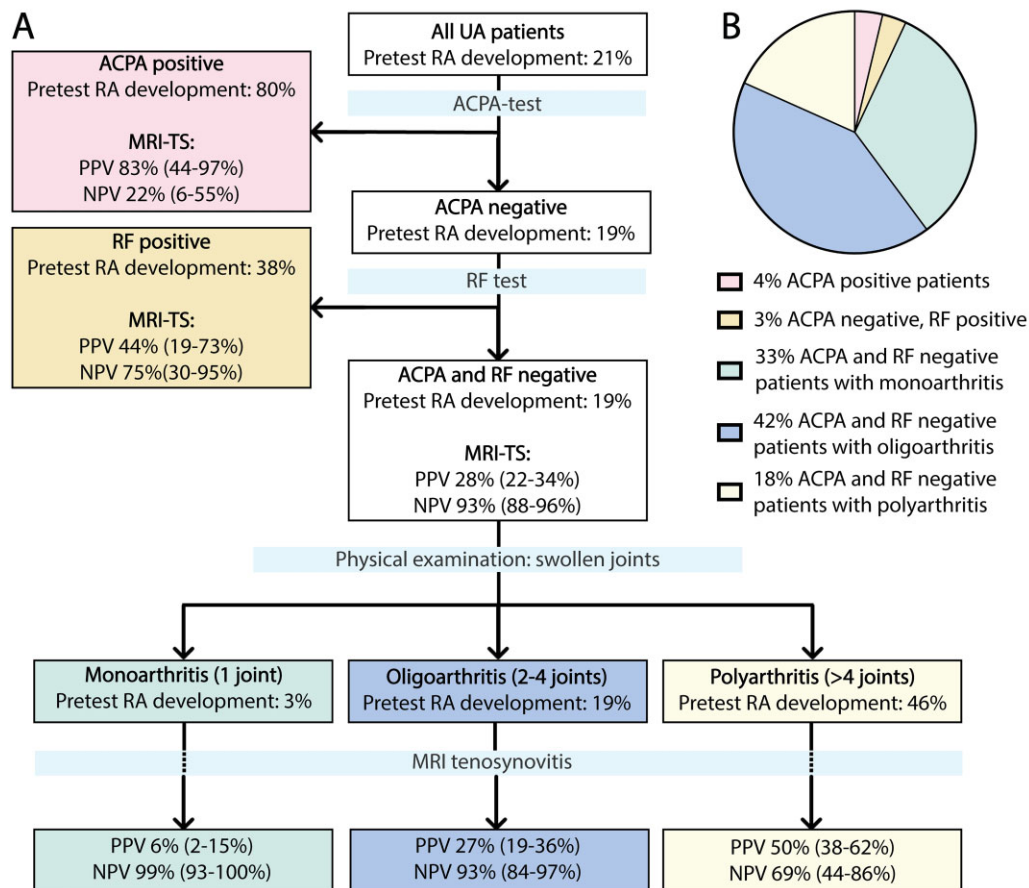 A
All UA patients
Pretest RA development: 21%
ACPA-test
ACPA positive
Pretest RA development: 80%
MRI-TS:
PPV 83% (44-97%)
NPV 22% (6-55%)
ACPA negative
Pretest RA development: 19%
RF test
RF positive
Pretest RA development: 38%
MRI-TS:
PPV 44% (19-73%)
NPV 75%(30-95%)
ACPA and RF negative
Pretest RA development: 19%
MRI-TS:
PPV 28% (22-34%)
NPV 93% (88-96%)
Physical examination: swollen joints
Monoarthritis (1 joint)
Pretest RA development: 3%
Oligoarthritis (2-4 joints)
Pretest RA development: 19%
Polyarthritis (>4 joints)
Pretest RA development: 46%
MRI tenosynovitis
PPV 6% (2-15%)
NPV 99% (93-100%)
PPV 27% (19-36%)
NPV 93% (84-97%)
PPV 50% (38-62%)
NPV 69% (44-86%)
B
4% ACPA positive patients
3% ACPA negative, RF positive
33% ACPA and RF negative
patients with monoarthritis
42% ACPA and RF negative
patients with oligoarthritis
18% ACPA and RF negative
patients with polyarthritis